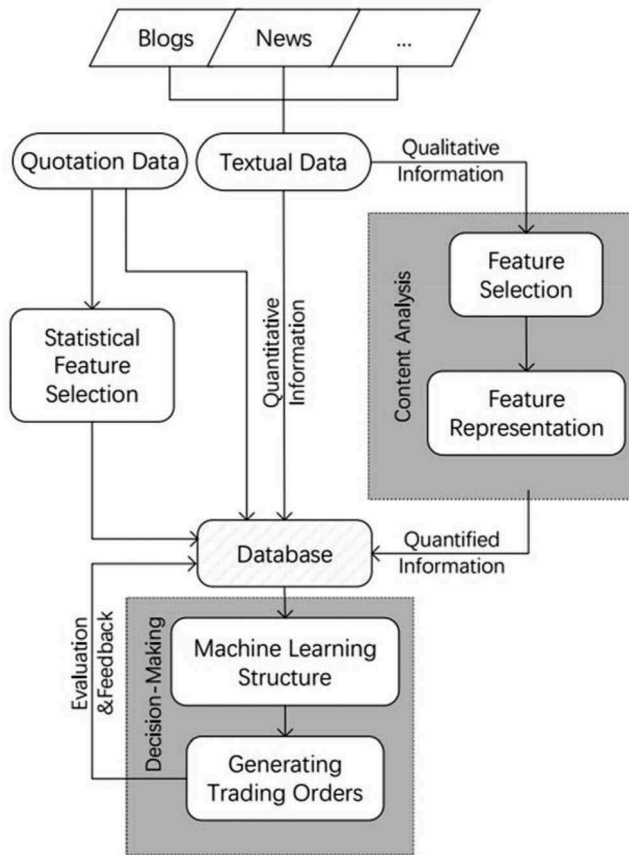 Blogs
News
...
Quotation Data
Textual Data
Qualitative
Information
Feature
Selection
Content Analysis
Statistical
Feature
Selection
Quantitative
Information
Feature
Representation
Database
Quantified
Information
Evaluation
&Feedback
Decision-Making
Machine Learning
Structure
Generating
Trading Orders